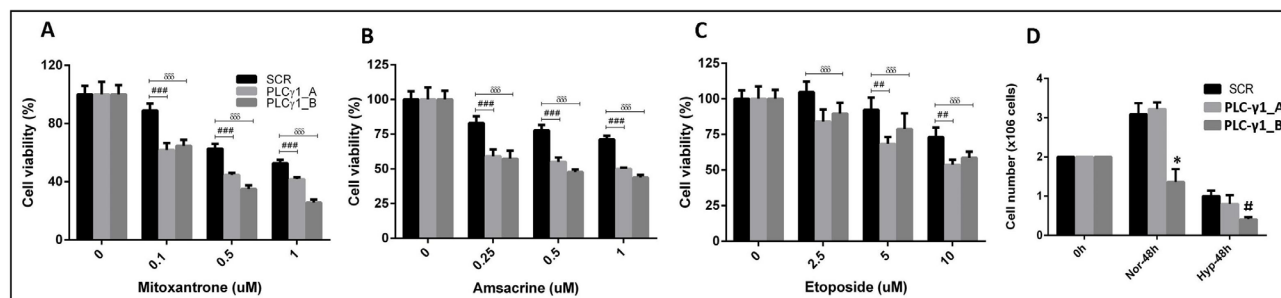 A
Cell viability (%)
120
80
40
0
SCR
PLCγ1_A
PLCγ1_B
δδδ
###
δδδ
###
δδδ
###
0
0.1
0.5
1
Mitoxantrone (uM)
B
Cell viability (%)
125
100
75
50
25
0
δδδ
###
δδδ
###
δδδ
###
0
0.25
0.5
1
Amsacrine (uM)
C
Cell viability (%)
125
100
75
50
25
0
δδδ
δδδ
##
δδδ
##
0
2.5
5
10
Etoposide (uM)
D
Cell number (x106 cells)
4
3
2
1
0
SCR
PLC-γ1_A
PLC-γ1_B
*
#
0h
Nor-48h
Hyp-48h